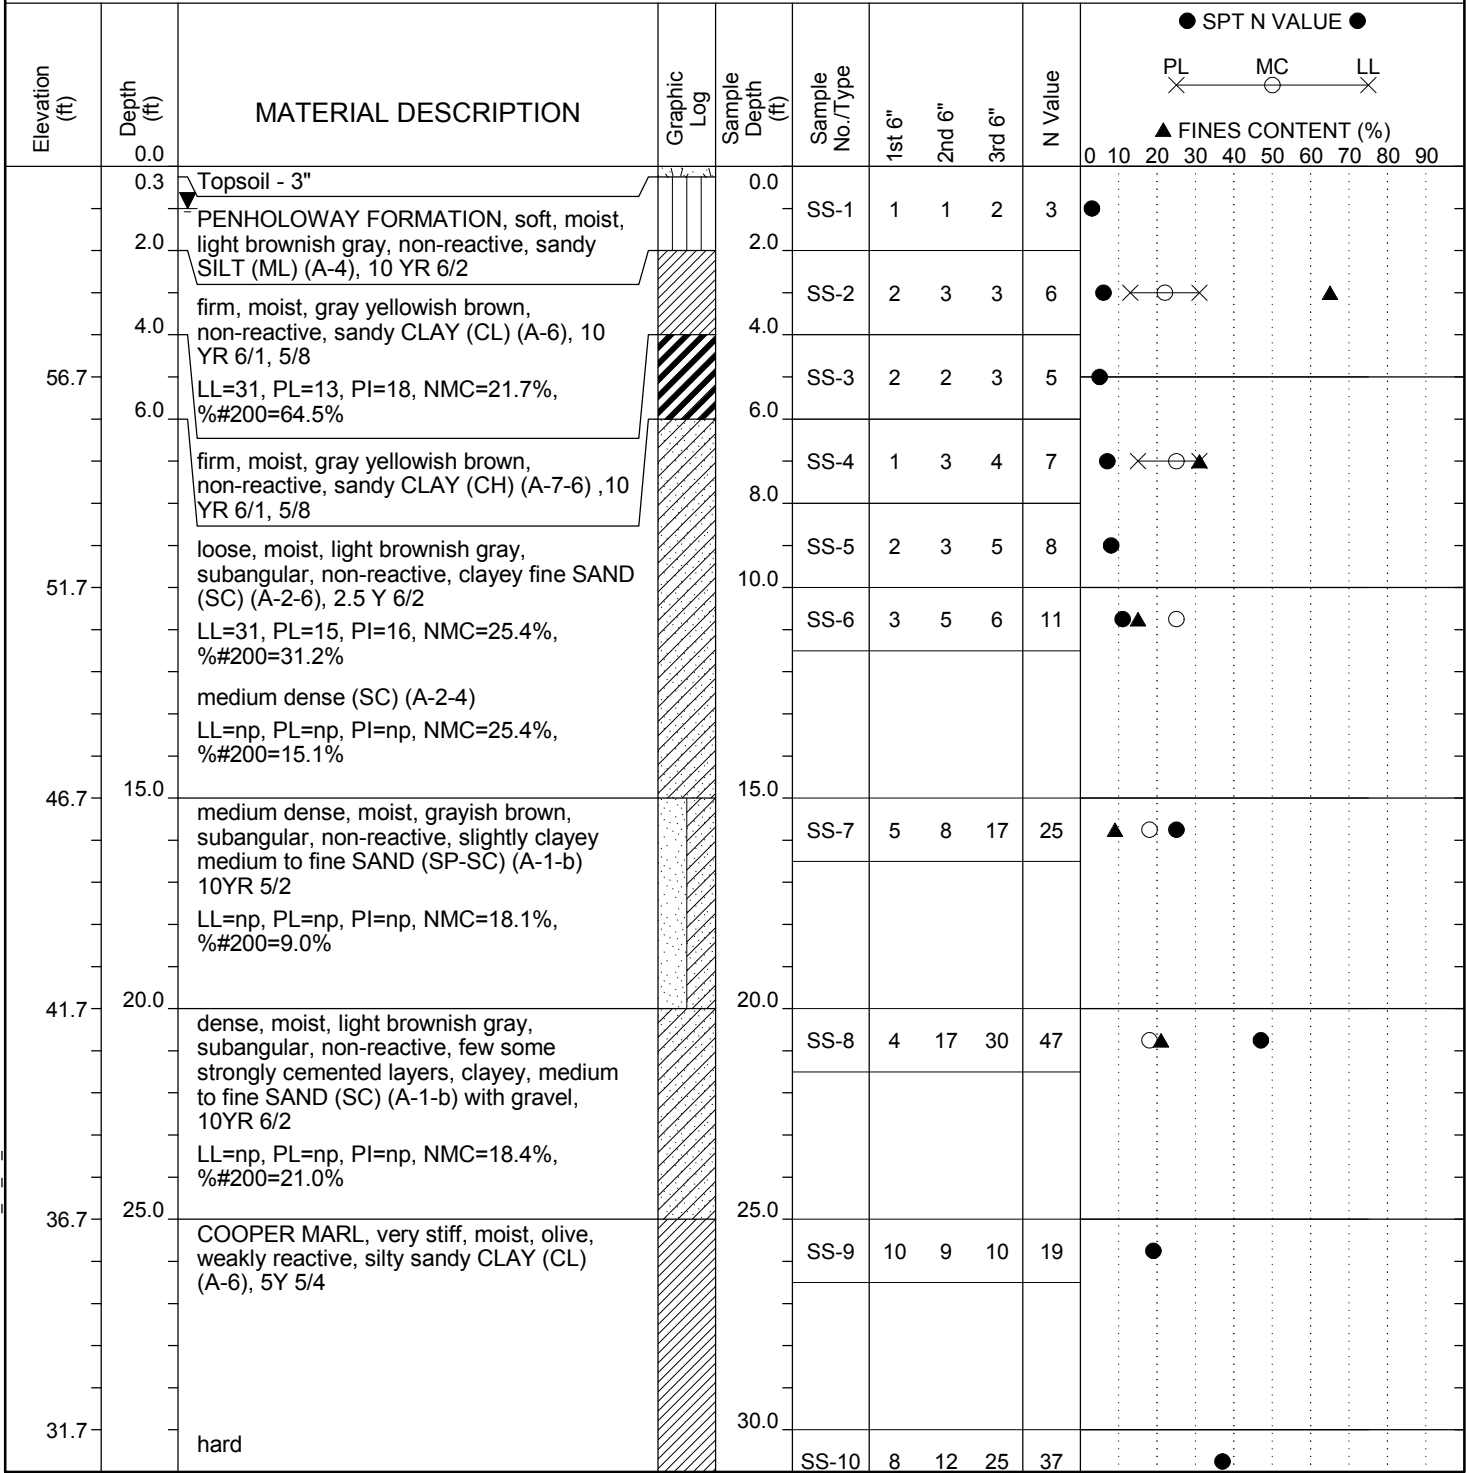 ● SPT N VALUE ●
PL MC LL
▲ FINES CONTENT (%)
0 10 20 30 40 50 60 70 80 90
Elevation
(ft)
Depth
(ft)
0.0
MATERIAL DESCRIPTION
Graphic
Log
Sample
Depth
(ft)
Sample
No./Type
1st 6"
2nd 6"
3rd 6"
N Value
0.3 Topsoil - 3" 0.0
SS-1 1 1 2 3
PENHOLOWAY FORMATION, soft, moist,
2.0 light brownish gray, non-reactive, sandy 2.0
SILT (ML) (A-4), 10 YR 6/2
SS-2 2 3 3 6
firm, moist, gray yellowish brown,
4.0 non-reactive, sandy CLAY (CL) (A-6), 10 4.0
YR 6/1, 5/8
56.7 LL=31, PL=13, PI=18, NMC=21.7%, SS-3 2 2 3 5
6.0 %#200=64.5% 6.0
firm, moist, gray yellowish brown, SS-4 1 3 4 7
non-reactive, sandy CLAY (CH) (A-7-6) ,10 8.0
YR 6/1, 5/8
loose, moist, light brownish gray, SS-5 2 3 5 8
subangular, non-reactive, clayey fine SAND 10.0
51.7 (SC) (A-2-6), 2.5 Y 6/2
LL=31, PL=15, PI=16, NMC=25.4%, SS-6 3 5 6 11
%#200=31.2%
medium dense (SC) (A-2-4)
LL=np, PL=np, PI=np, NMC=25.4%,
%#200=15.1%
46.7 15.0 15.0
medium dense, moist, grayish brown,
subangular, non-reactive, slightly clayey SS-7 5 8 17 25
medium to fine SAND (SP-SC) (A-1-b)
10YR 5/2
LL=np, PL=np, PI=np, NMC=18.1%,
%#200=9.0%
41.7 20.0 20.0
dense, moist, light brownish gray,
subangular, non-reactive, few some SS-8 4 17 30 47
strongly cemented layers, clayey, medium
to fine SAND (SC) (A-1-b) with gravel,
10YR 6/2
LL=np, PL=np, PI=np, NMC=18.4%,
%#200=21.0%
36.7 25.0 25.0
COOPER MARL, very stiff, moist, olive,
weakly reactive, silty sandy CLAY (CL) SS-9 10 9 10 19
(A-6), 5Y 5/4
31.7 30.0
hard
SS-10 8 12 25 37